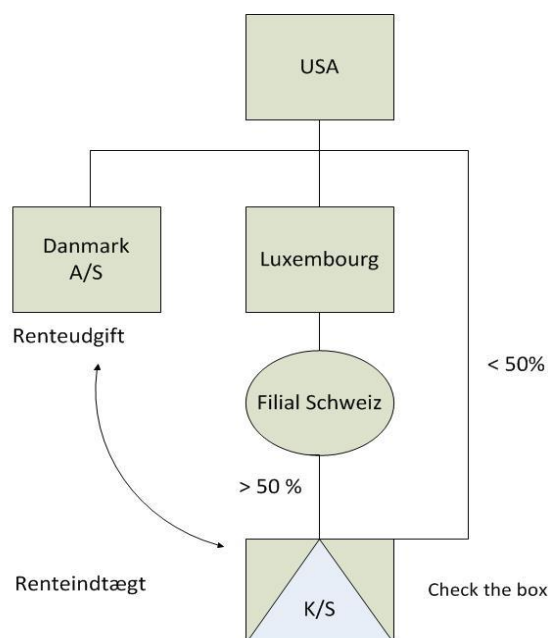 USA
Danmark
A/S
Luxembourg
Renteudgift
< 50%
Filial Schweiz
> 50 %
Renteindtægt
K/S
Check the box